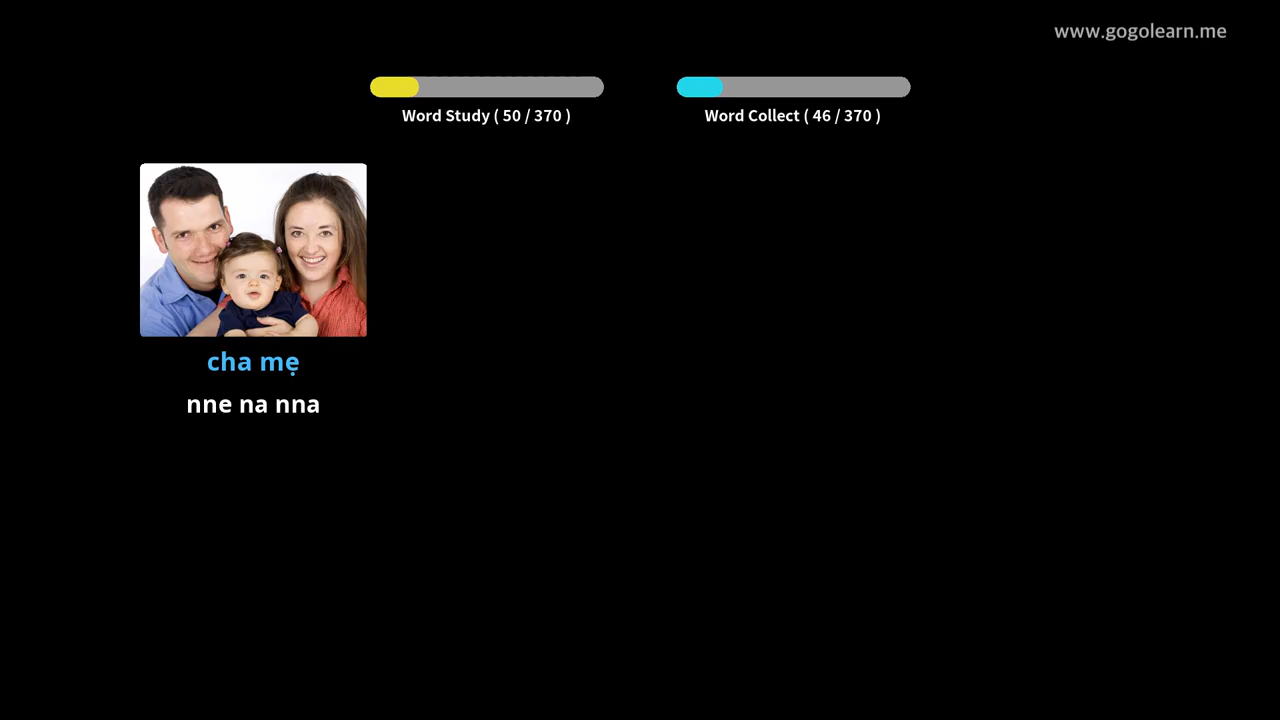 www.gogolearn.me
Word Study ( 50 / 370 )
Word Collect ( 46 / 370 )
cha mẹ
nne na nna